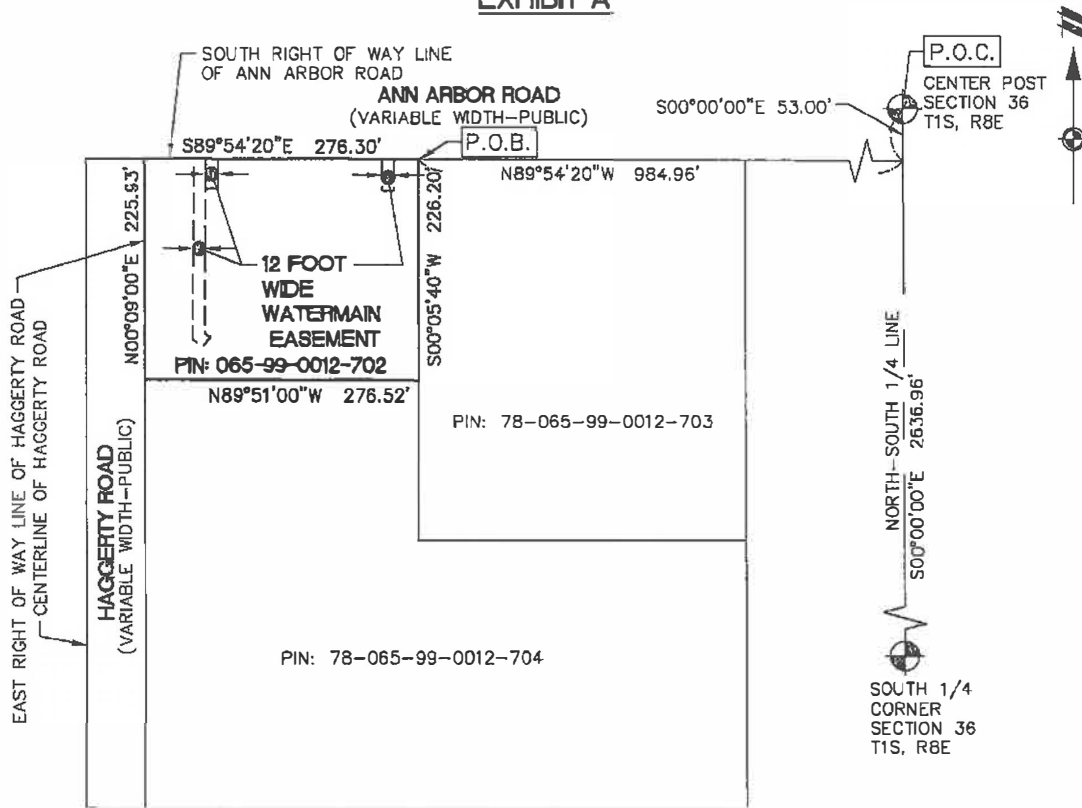 EXHIBIT A
SOUTH RIGHT OF WAY LINE
OF ANN ARBOR ROAD
ANN ARBOR ROAD
(VARIABLE WIDTH-PUBLIC)
P.O.C.
CENTER POST
SECTION 36
T1S, R8E
S00°00'00"E 53.00'
S89°54'20"E 276.30'
P.O.B.
N89°54'20"W 984.96'
N00°09'00"E 225.93'
S00°05'40"W 226.20'
12 FOOT
WIDE
WATERMAIN
EASEMENT
PIN: 065-99-0012-702
N89°51'00"W 276.52'
PIN: 78-065-99-0012-703
EAST RIGHT OF WAY LINE OF HAGGERTY ROAD
CENTERLINE OF HAGGERTY ROAD
HAGGERTY ROAD
(VARIABLE WIDTH-PUBLIC)
NORTH-SOUTH 1/4 LINE
S00°00'00"E 2636.96'
PIN: 78-065-99-0012-704
SOUTH 1/4
CORNER
SECTION 36
T1S, R8E